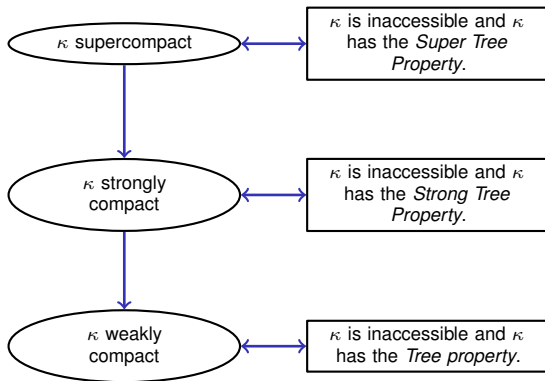 κ supercompact
κ is inaccessible and κ
has the Super Tree
Property.
κ strongly
compact
κ is inaccessible and κ
has the Strong Tree
Property.
κ weakly
compact
κ is inaccessible and κ
has the Tree property.